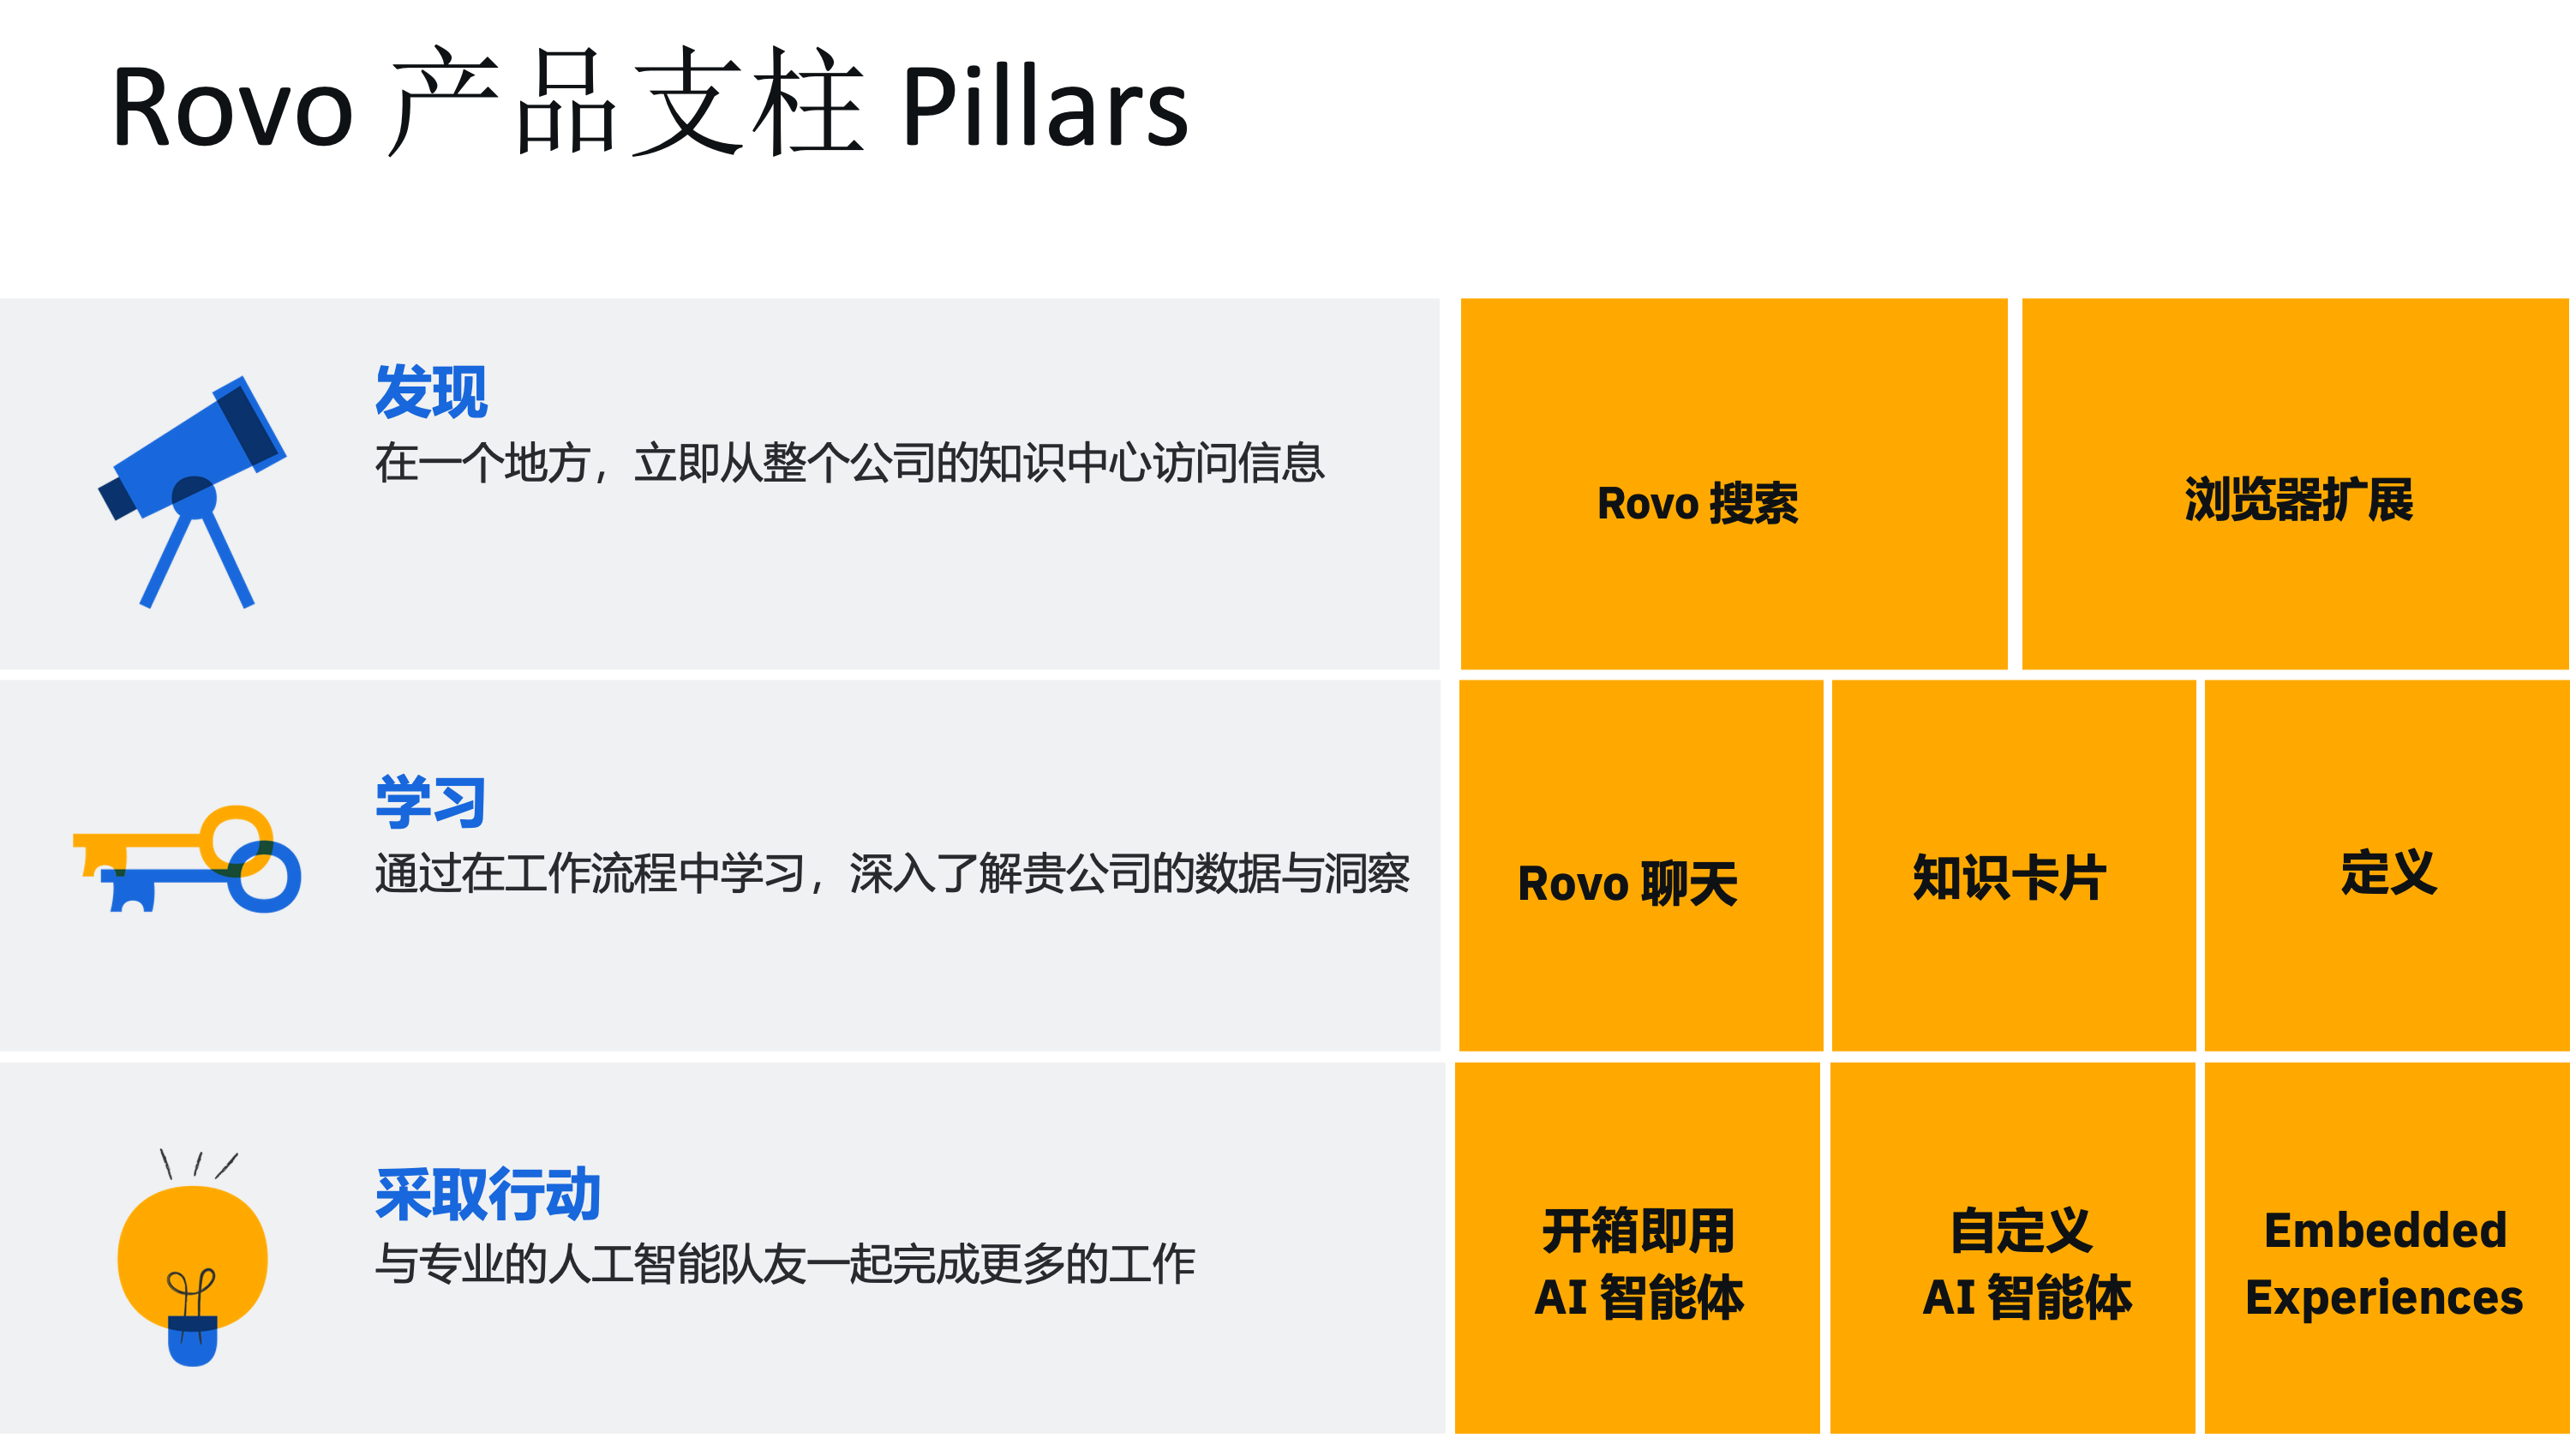 Rovo 产品支柱 Pillars
发现
在一个地方，立即从整个公司的知识中心访问信息
Rovo 搜索
浏览器扩展
学习
通过在工作流程中学习，深入了解贵公司的数据与洞察
Rovo 聊天
知识卡片
定义
采取行动
与专业的人工智能队友一起完成更多的工作
开箱即用
AI 智能体
自定义
AI 智能体
Embedded
Experiences